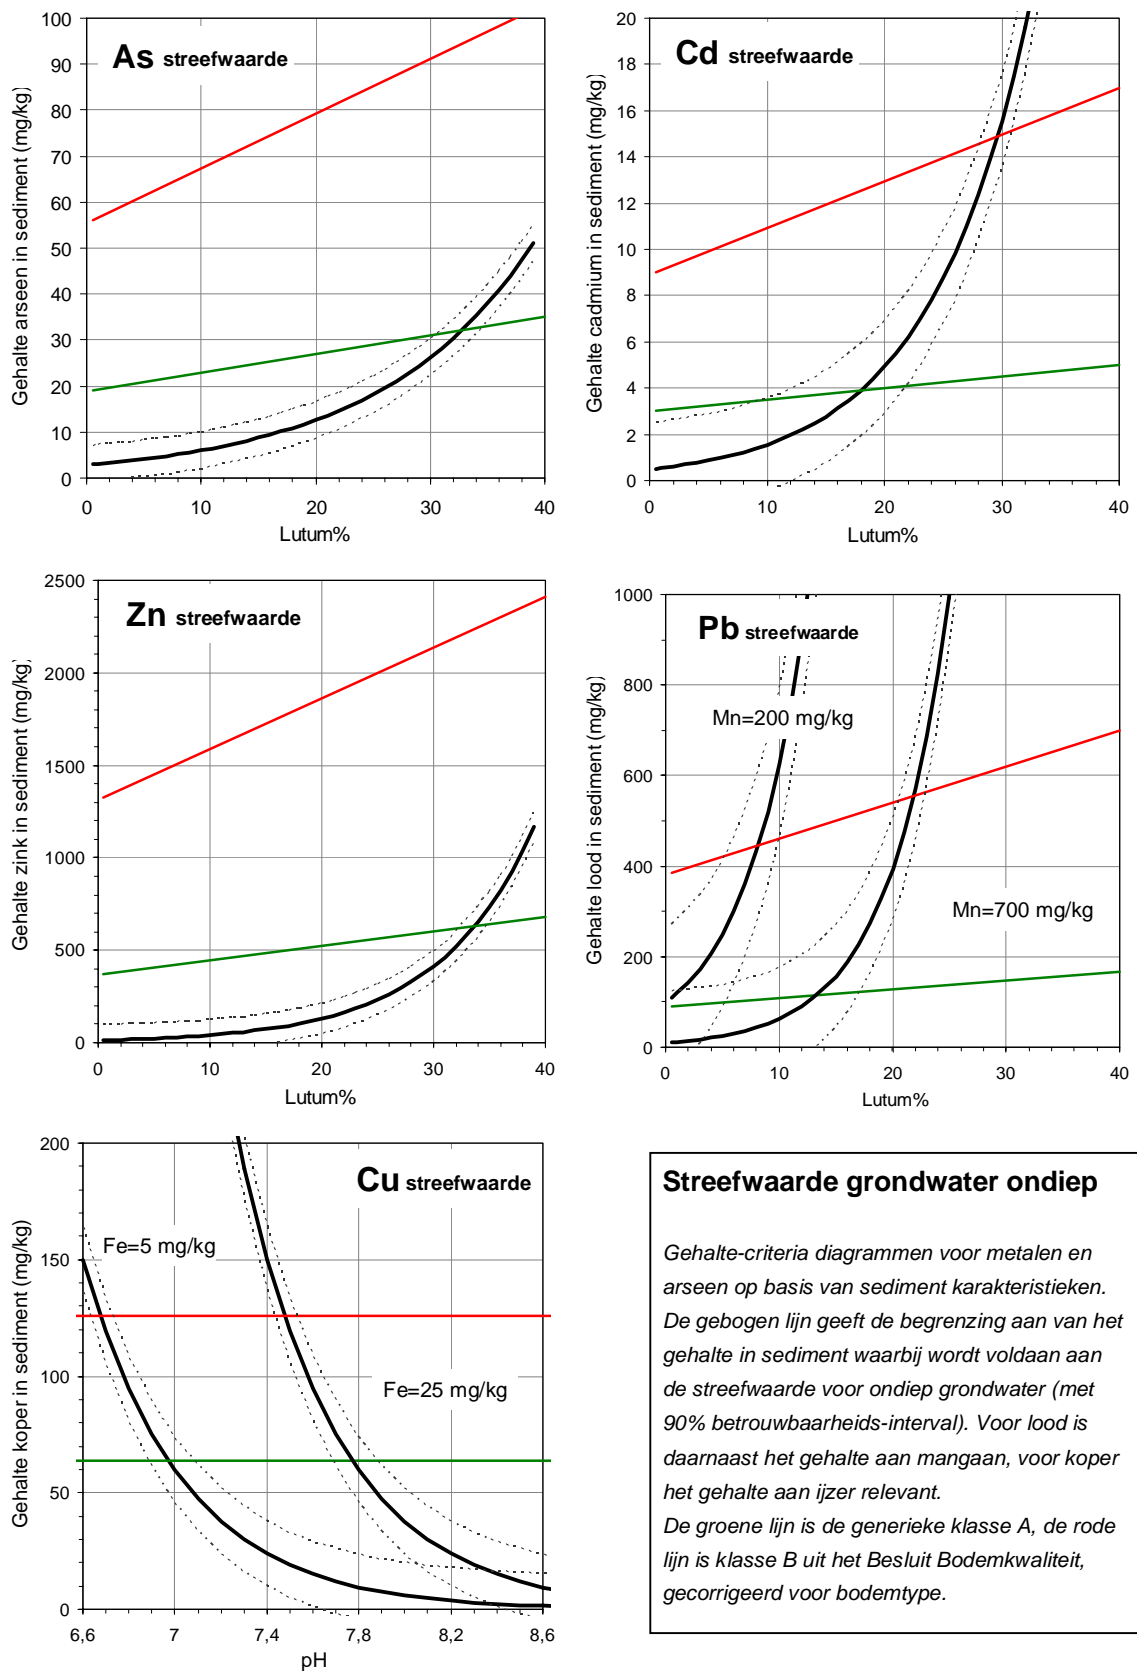 As streefwaarde
Gehalte arseen in sediment (mg/kg)
100
90
80
70
60
50
40
30
20
10
0
0 10 20 30 40
Lutum%
Cd streefwaarde
Gehalte cadmium in sediment (mg/kg)
20
18
16
14
12
10
8
6
4
2
0
0 10 20 30 40
Lutum%
Zn streefwaarde
Gehalte zink in sediment (mg/kg)
2500
2000
1500
1000
500
0
0 10 20 30 40
Lutum%
Pb streefwaarde
Gehalte lood in sediment (mg/kg)
1000
800
600
400
200
0
Mn=200 mg/kg
Mn=700 mg/kg
0 10 20 30 40
Lutum%
Cu streefwaarde
Gehalte koper in sediment (mg/kg)
200
150
100
50
0
Fe=5 mg/kg
Fe=25 mg/kg
6,6 7 7,4 7,8 8,2 8,6
pH
Streefwaarde grondwater ondiep
Gehalte-criteria diagrammen voor metalen en
arseen op basis van sediment karakteristieken.
De gebogen lijn geeft de begrenzing aan van het
gehalte in sediment waarbij wordt voldaan aan
de streefwaarde voor ondiep grondwater (met
90% betrouwbaarheids-interval). Voor lood is
daarnaast het gehalte aan mangaan, voor koper
het gehalte aan ijzer relevant.
De groene lijn is de generieke klasse A, de rode
lijn is klasse B uit het Besluit Bodemkwaliteit,
gecorrigeerd voor bodemtype.